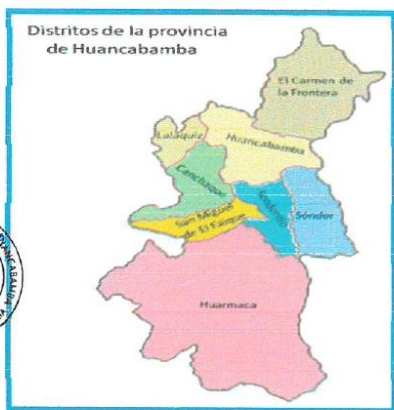 Distritos de la provincia
de Huancabamba
El Carmen de
la Frontera
Lalaquiz
Huancabamba
Canchaque
Sondorillo
Sóndor
San Miguel
de El Faique
Huarmaca
HUANCABAMBA